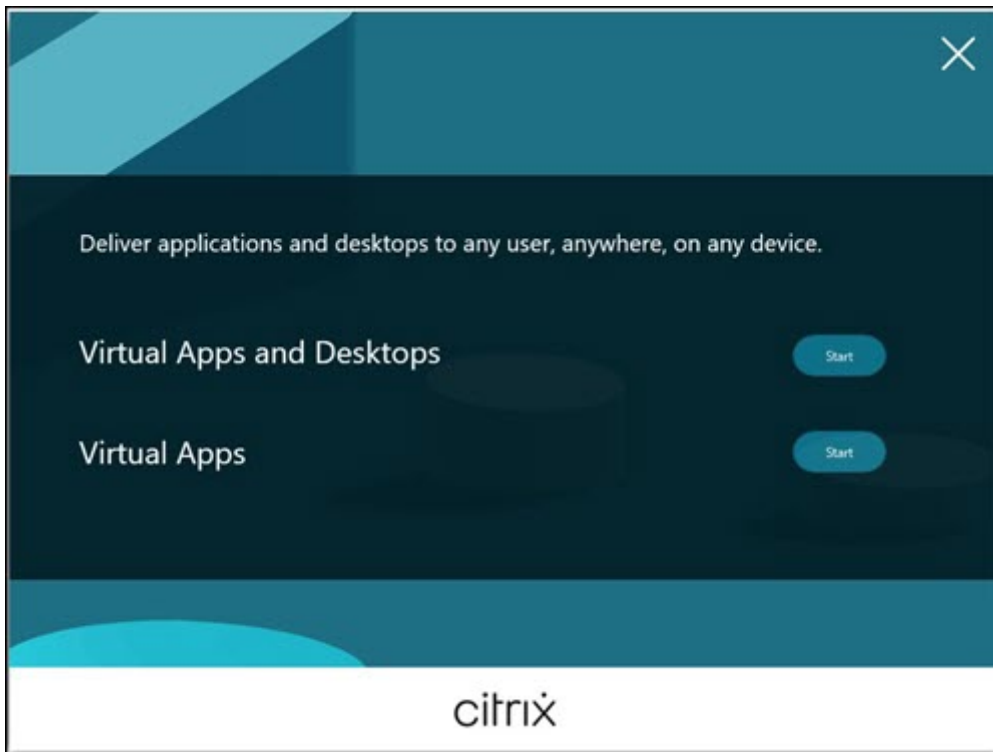 Deliver applications and desktops to any user, anywhere, on any device.
Virtual Apps and Desktops
Start
Virtual Apps
Start
citrix